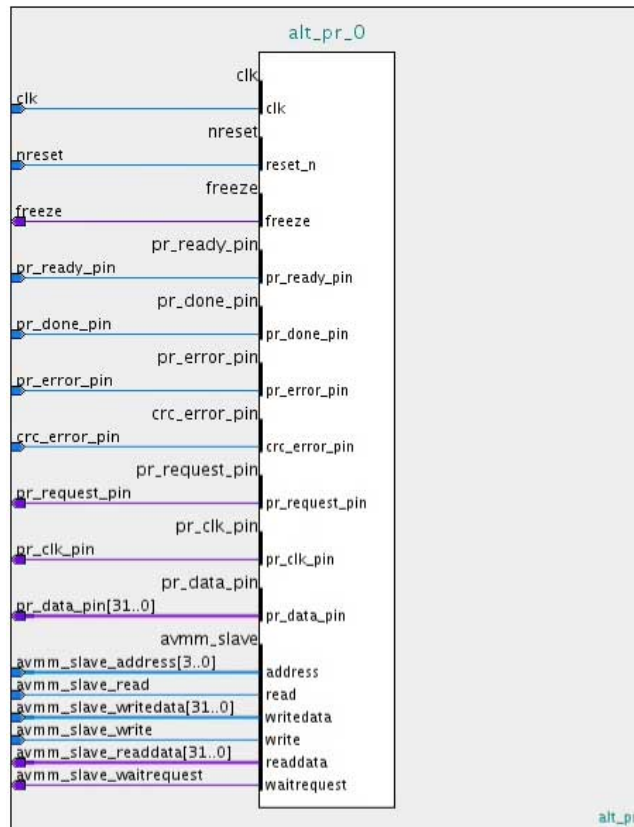 alt_pr_0
clk
clk
clk
nreset
nreset
reset_n
freeze
freeze
freeze
pr_ready_pin
pr_ready_pin
pr_ready_pin
pr_done_pin
pr_done_pin
pr_done_pin
pr_error_pin
pr_error_pin
pr_error_pin
crc_error_pin
crc_error_pin
crc_error_pin
pr_request_pin
pr_request_pin
pr_request_pin
pr_clk_pin
pr_clk_pin
pr_clk_pin
pr_data_pin
pr_data_pin[31..0]
pr_data_pin
avmm_slave
avmm_slave_address[3..0]
address
avmm_slave_read
read
avmm_slave_writedata[31..0]
writedata
avmm_slave_write
write
avmm_slave_readdata[31..0]
readdata
avmm_slave_waitrequest
waitrequest
alt_pr